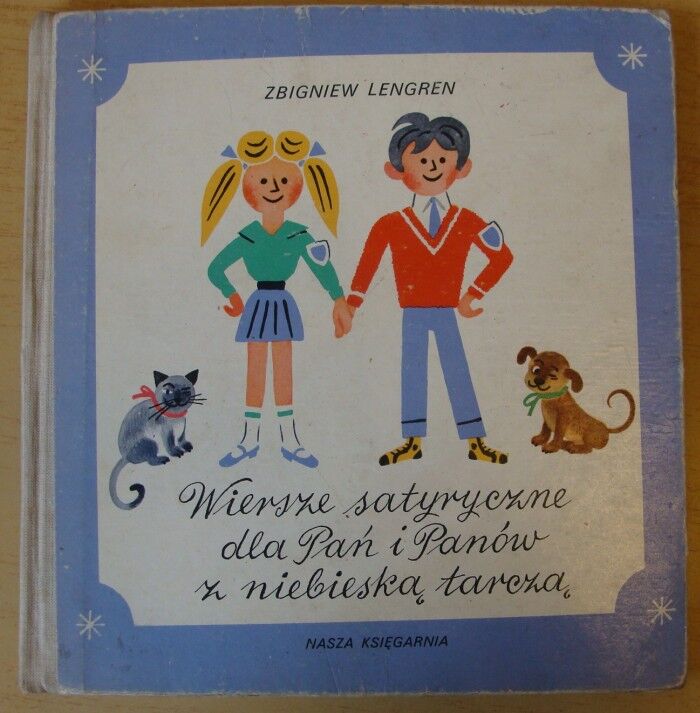 ZBIGNIEW LENGREN
Wiersze satyryczne
dla Pań i Panów
z niebieską tarczą
NASZA KSIĘGARNIA